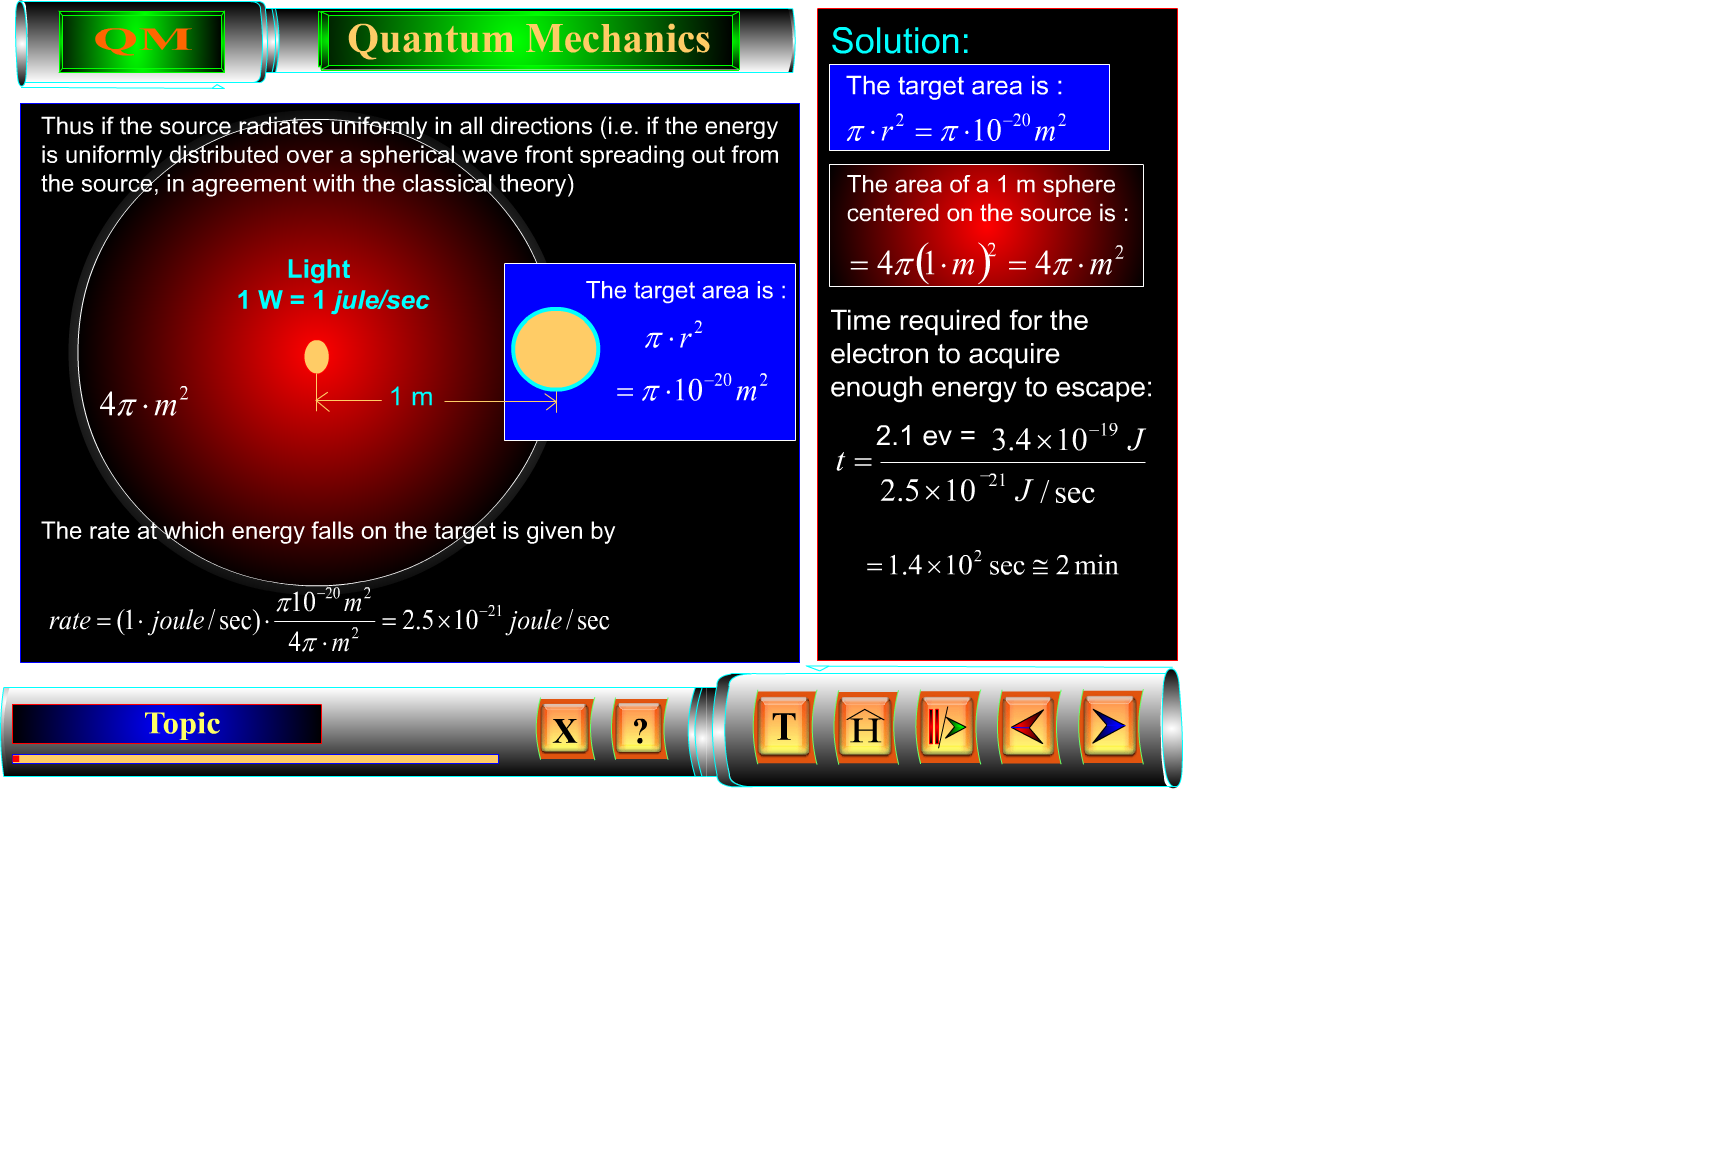 QM
Quantum Mechanics
Thus if the source radiates uniformly in all directions (i.e. if the energy
is uniformly distributed over a spherical wave front spreading out from
the source, in agreement with the classical theory)
Light
1 W = 1 jule/sec
4π · m²
1 m
The target area is :
π · r²
= π · 10⁻²⁰ m²
The rate at which energy falls on the target is given by
rate = (1 · joule / sec) · π10⁻²⁰ m² / 4π · m² = 2.5 × 10⁻²¹ joule / sec
Solution:
The target area is :
π · r² = π · 10⁻²⁰ m²
The area of a 1 m sphere
centered on the source is :
= 4π(1 · m)² = 4π · m²
Time required for the
electron to acquire
enough energy to escape:
2.1 ev = 3.4 × 10⁻¹⁹ J
t =
2.5 × 10⁻²¹ J / sec
= 1.4 × 10² sec ≅ 2 min
Topic
X ? T H